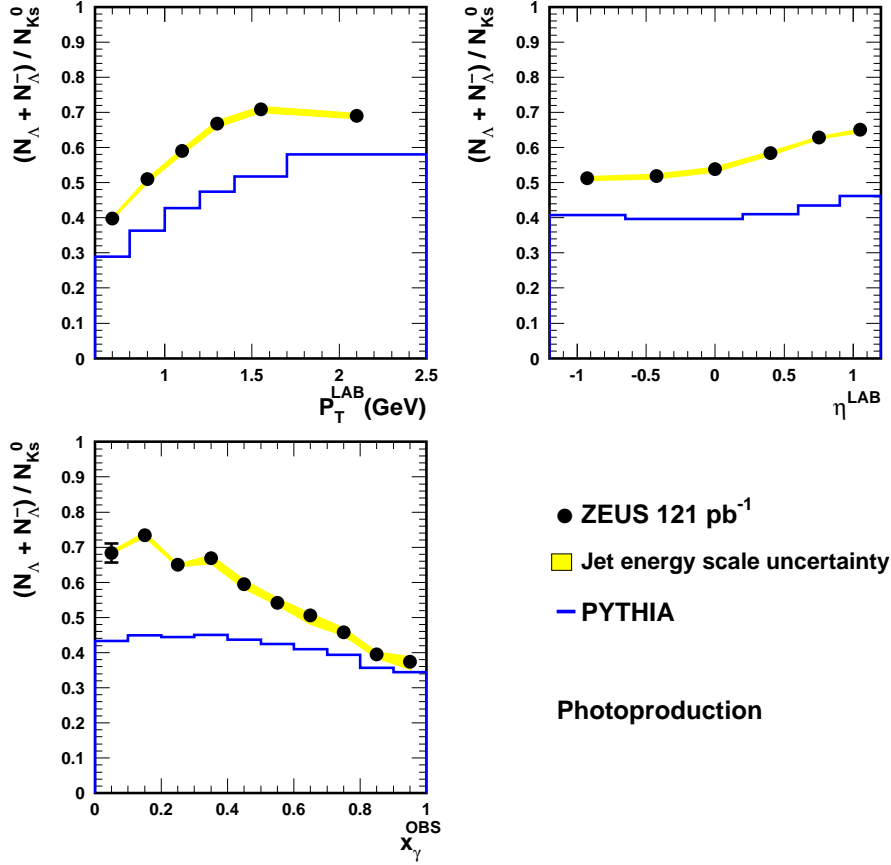 (N_Λ + N_Λ̄) / N_Ks^0
1
0.9
0.8
0.7
0.6
0.5
0.4
0.3
0.2
0.1
0
1 1.5 2 2.5
P_T^LAB (GeV)
(N_Λ + N_Λ̄) / N_Ks^0
1
0.9
0.8
0.7
0.6
0.5
0.4
0.3
0.2
0.1
0
-1 -0.5 0 0.5 1
η^LAB
(N_Λ + N_Λ̄) / N_Ks^0
1
0.9
0.8
0.7
0.6
0.5
0.4
0.3
0.2
0.1
0
0 0.2 0.4 0.6 0.8 1
x_γ^OBS
ZEUS 121 pb^-1
Jet energy scale uncertainty
PYTHIA
Photoproduction